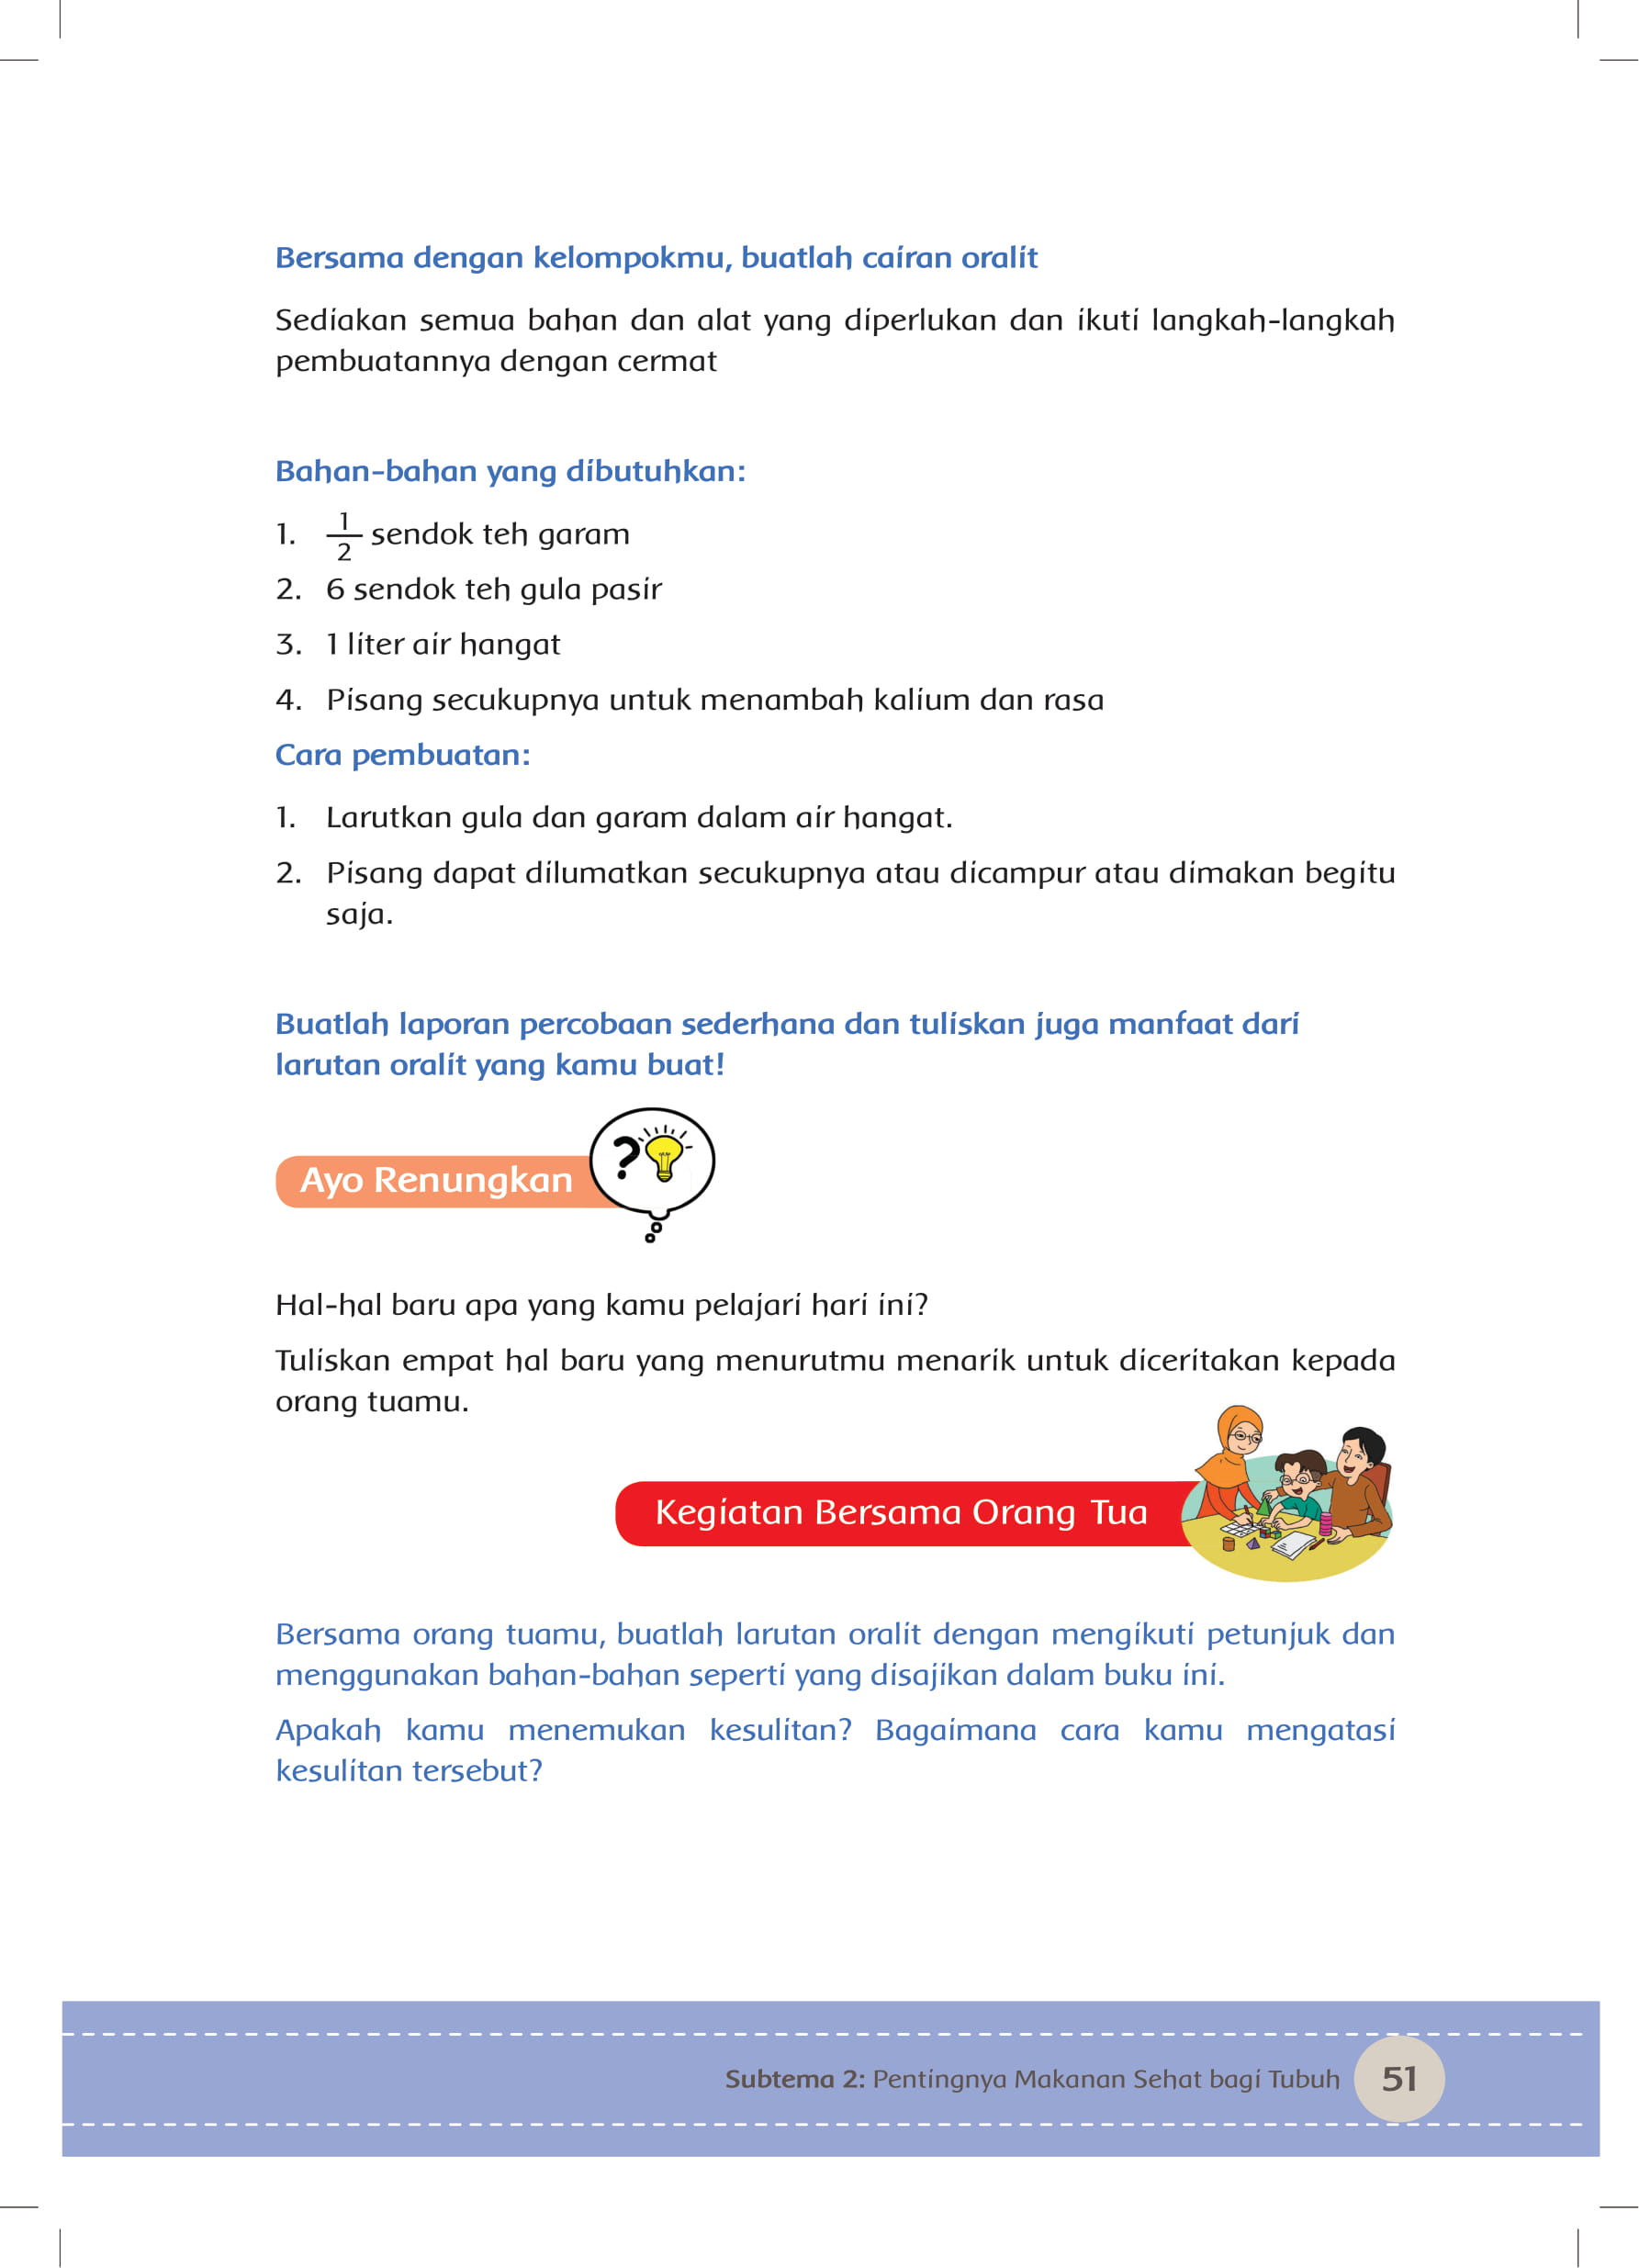 Bersama dengan kelompokmu, buatlah cairan oralit
Sediakan semua bahan dan alat yang diperlukan dan ikuti langkah-langkah
pembuatannya dengan cermat
Bahan-bahan yang dibutuhkan:
1. 1/2 sendok teh garam
2. 6 sendok teh gula pasir
3. 1 liter air hangat
4. Pisang secukupnya untuk menambah kalium dan rasa
Cara pembuatan:
1. Larutkan gula dan garam dalam air hangat.
2. Pisang dapat dilumatkan secukupnya atau dicampur atau dimakan begitu
saja.
Buatlah laporan percobaan sederhana dan tuliskan juga manfaat dari
larutan oralit yang kamu buat!
Ayo Renungkan
?
Hal-hal baru apa yang kamu pelajari hari ini?
Tuliskan empat hal baru yang menurutmu menarik untuk diceritakan kepada
orang tuamu.
Kegiatan Bersama Orang Tua
Bersama orang tuamu, buatlah larutan oralit dengan mengikuti petunjuk dan
menggunakan bahan-bahan seperti yang disajikan dalam buku ini.
Apakah kamu menemukan kesulitan? Bagaimana cara kamu mengatasi
kesulitan tersebut?
Subtema 2: Pentingnya Makanan Sehat bagi Tubuh 51